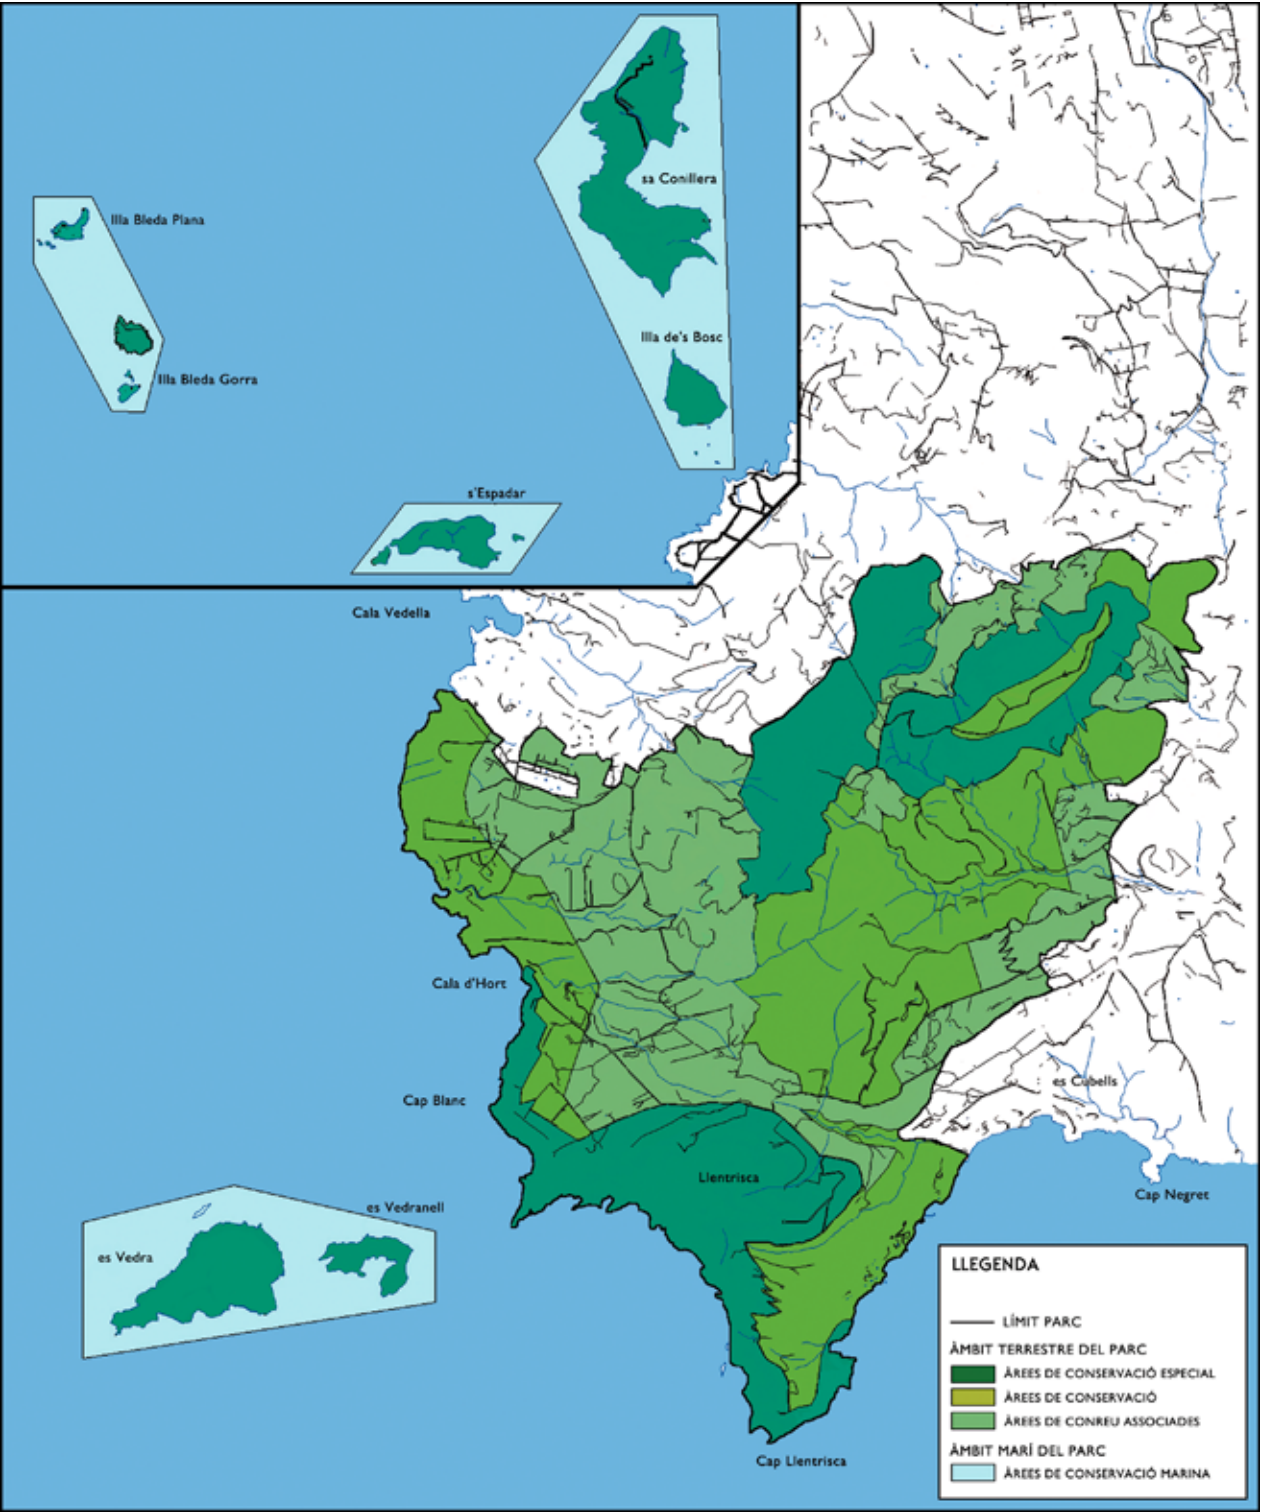 sa Conillera
Illa Bleda Plana
Illa de's Bosc
Illa Bleda Gorra
s'Espadar
Cala Vedella
Cala d'Hort
es Cubells
Cap Blanc
Llentrisca
Cap Negret
es Vedranell
es Vedra
LLEGENDA
LÍMIT PARC
ÀMBIT TERRESTRE DEL PARC
ÀREES DE CONSERVACIÓ ESPECIAL
ÀREES DE CONSERVACIÓ
ÀREES DE CONREU ASSOCIADES
ÀMBIT MARÍ DEL PARC
ÀREES DE CONSERVACIÓ MARINA
Cap Llentrisca